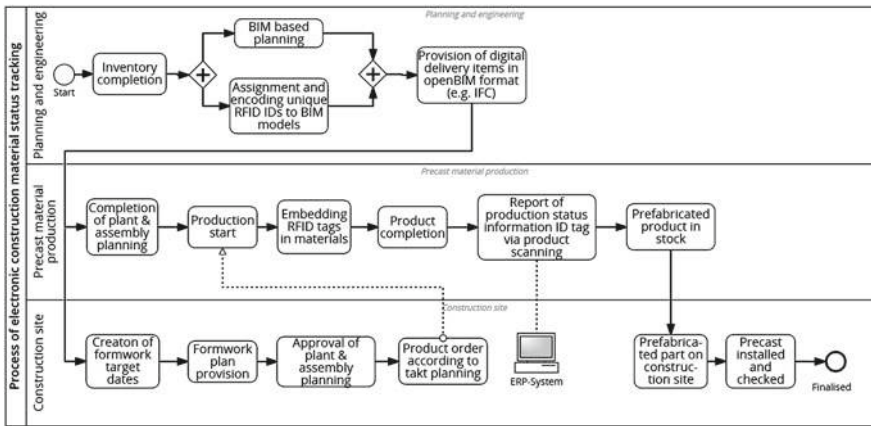 Process of electronic construction material status tracking
Planning and engineering
Planning and engineering
Start
Inventory
completion
BIM based
planning
Assignment and
and encoding unique
RFID IDs to BIM
models
Provision of digital
delivery items in
openBIM format
(e.g. IFC)
Precast material
production
Precast material production
Completion
of plant &
assembly
planning
Production
start
Embedding
RFID tags
in materials
Product
completion
Report of
production status
information ID tag
via product
scanning
Prefabricated
product in
stock
Construction site
Construction site
Creaton of
formwork
target
dates
Formwork
plan
provision
Approval of
plant &
assembly
planning
Product order
according to
takt planning
ERP-System
Prefabrica-
ted part on
construc-
tion site
Precast
installed
and
checked
Finalised